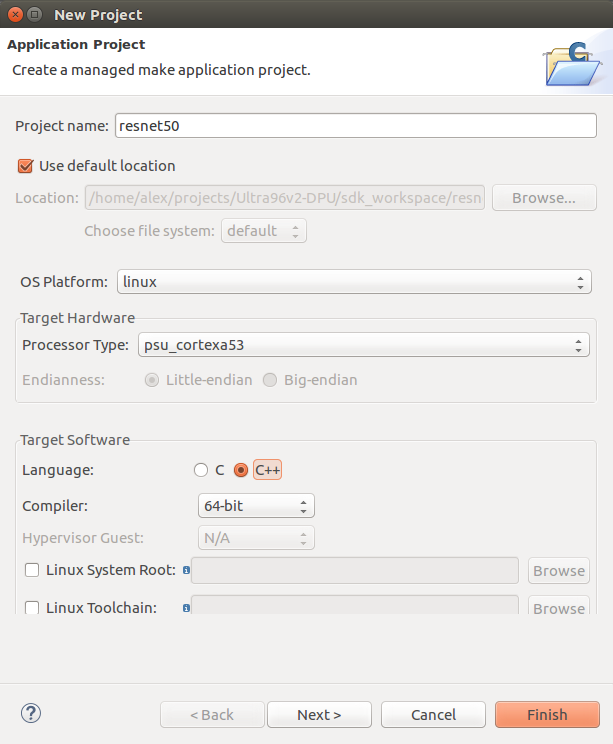 New Project
Application Project
Create a managed make application project.
C
Project name: resnet50
Use default location
Location: /home/alex/projects/Ultra96v2-DPU/sdk_workspace/resn Browse...
Choose file system: default
OS Platform: linux
Target Hardware
Processor Type: psu_cortexa53
Endianness: Little-endian Big-endian
Target Software
Language: C C++
Compiler: 64-bit
Hypervisor Guest: N/A
Linux System Root: i Browse
Linux Toolchain: i Browse
? < Back Next > Cancel Finish